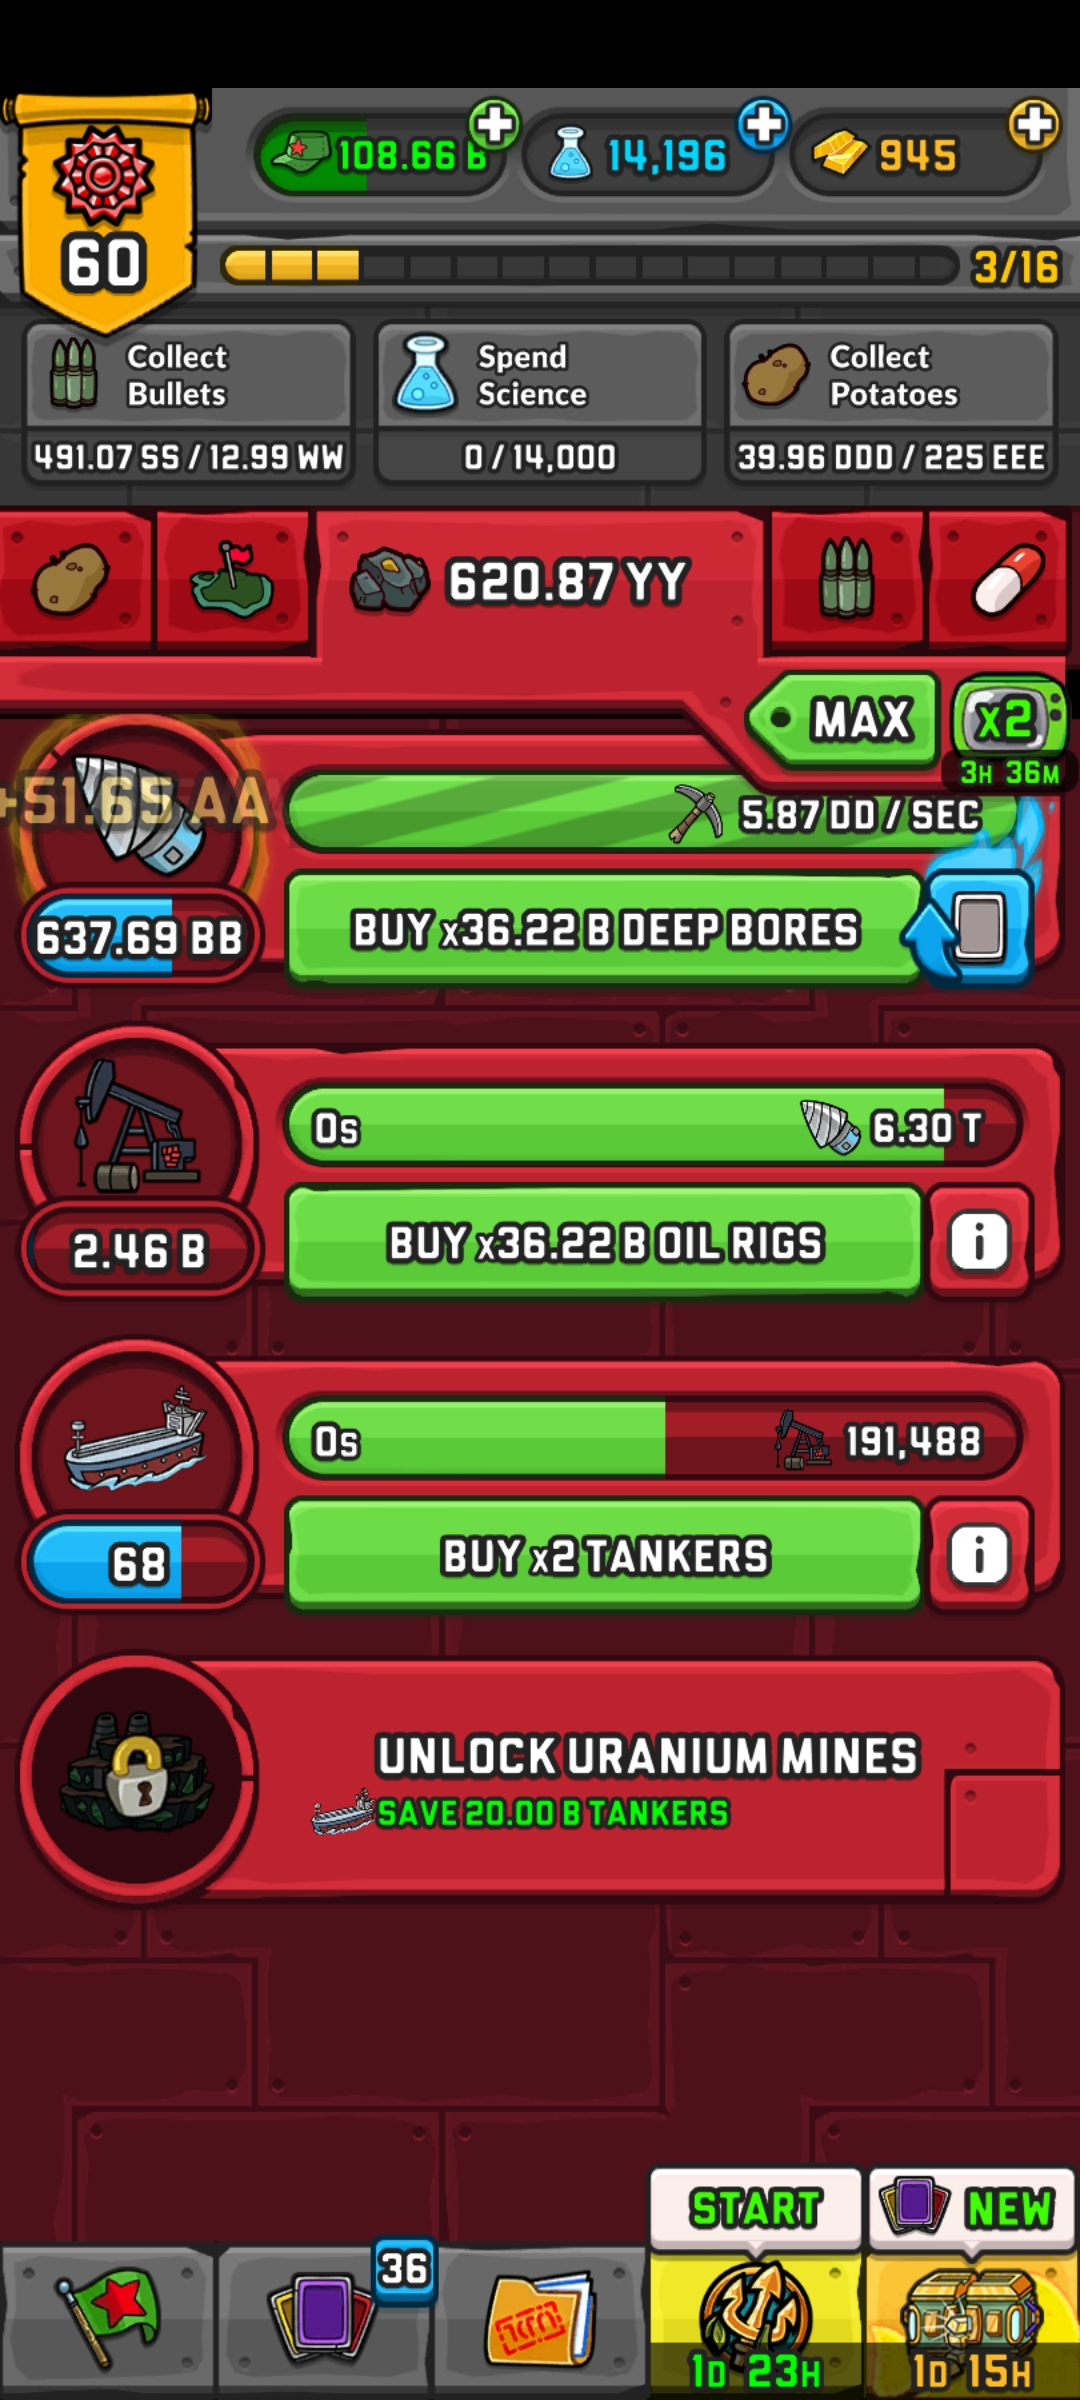 60
108.66 B
14,196
945
3/16
Collect
Bullets
491.07 SS / 12.99 WW
Spend
Science
0 / 14,000
Collect
Potatoes
39.96 DDD / 225 EEE
620.87 YY
MAX
x2
3H 36M
+51.65 AA
5.87 DD / SEC
637.69 BB
BUY x36.22 B DEEP BORES
0s
6.30 T
2.46 B
BUY x36.22 B OIL RIGS
i
0s
191,488
68
BUY x2 TANKERS
i
UNLOCK URANIUM MINES
SAVE 20.00 B TANKERS
START
NEW
36
1D 23H
1D 15H